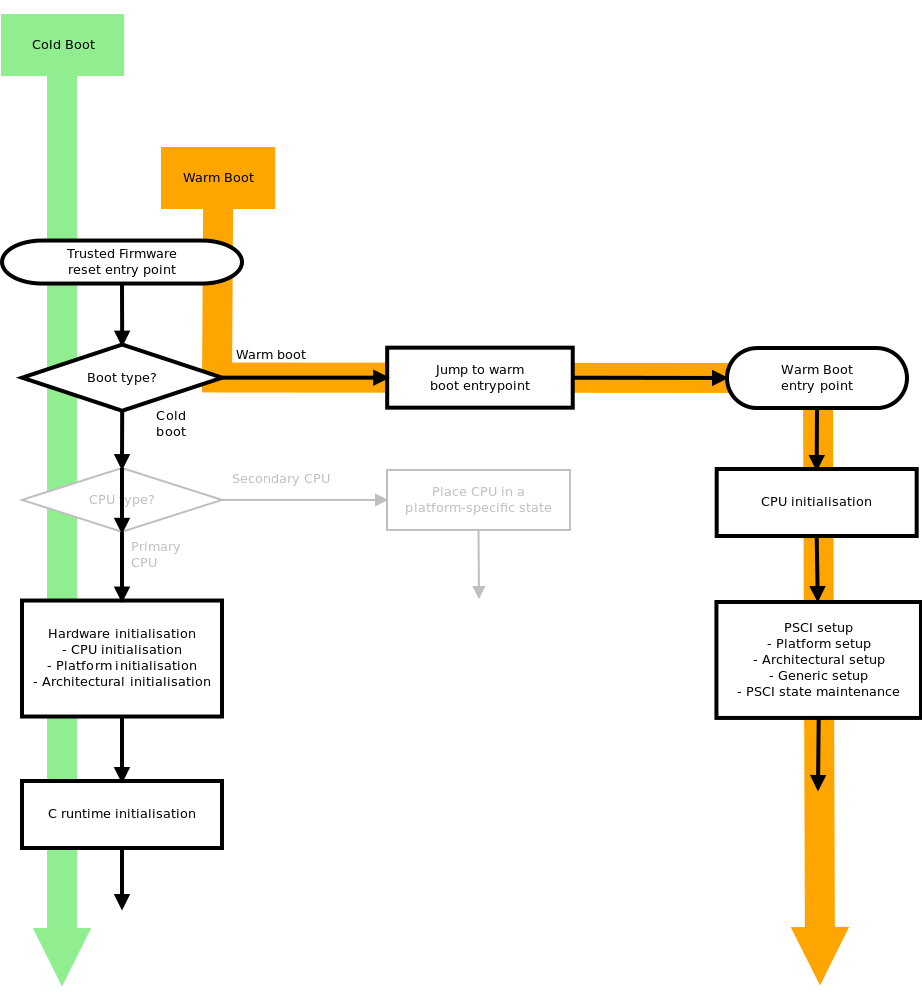 Cold Boot
Warm Boot
Trusted Firmware
reset entry point
Warm boot
Boot type?
Jump to warm
boot entrypoint
Warm Boot
entry point
Cold
boot
CPU type?
Secondary CPU
Place CPU in a
platform-specific state
CPU initialisation
Primary
CPU
Hardware initialisation
- CPU initialisation
- Platform initialisation
- Architectural initialisation
PSCI setup
- Platform setup
- Architectural setup
- Generic setup
- PSCI state maintenance
C runtime initialisation